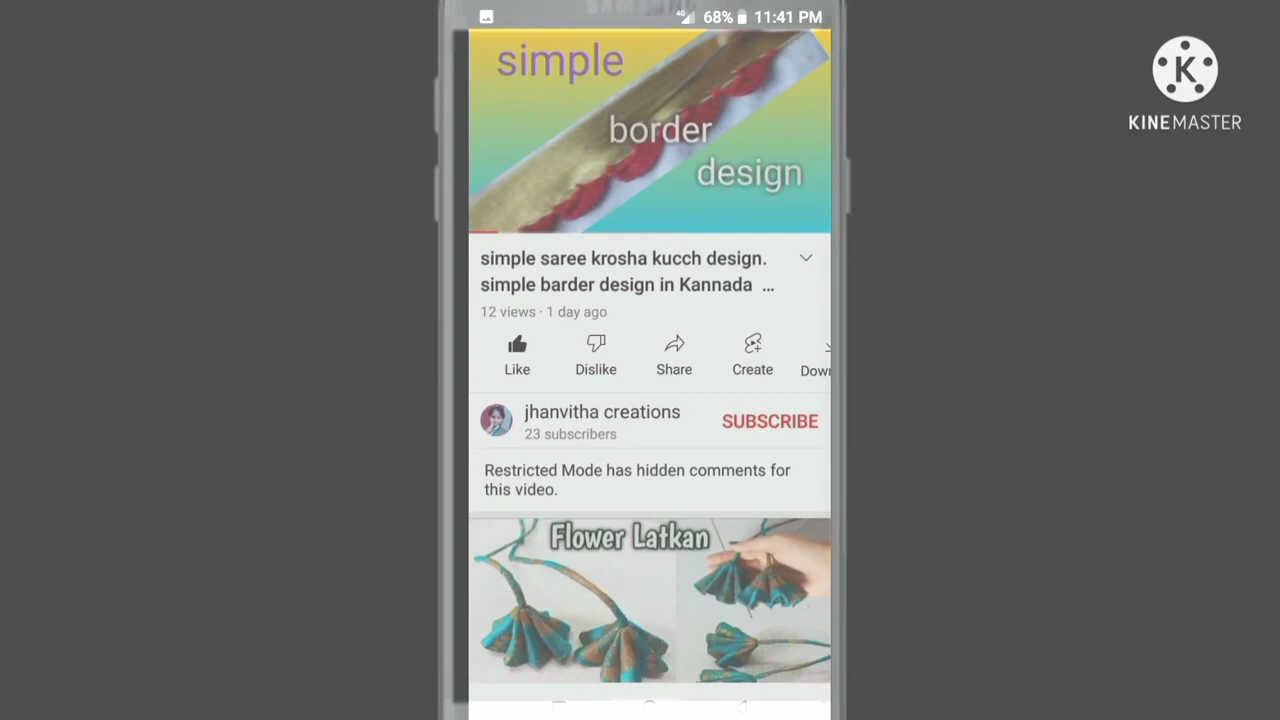 68% 11:41 PM
simple
border
design
KINEMASTER
simple saree krosha kucch design.
simple barder design in Kannada ...
12 views · 1 day ago
Like Dislike Share Create Dowr
jhanvitha creations
SUBSCRIBE
23 subscribers
Restricted Mode has hidden comments for
this video.
Flower Latkan